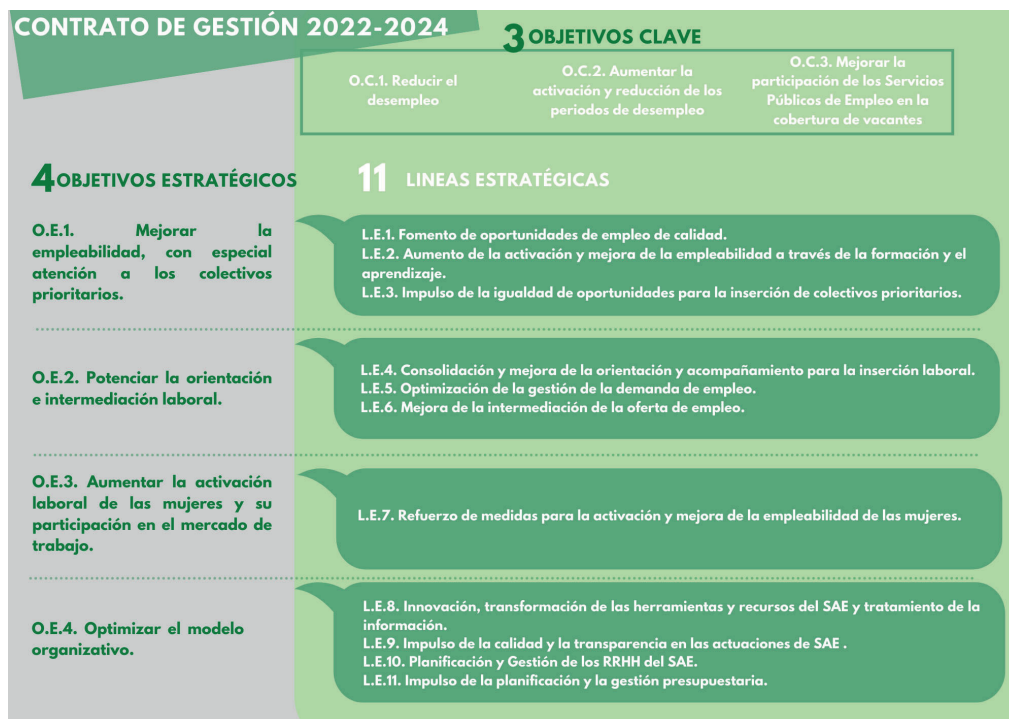 CONTRATO DE GESTIÓN 2022-2024
3 OBJETIVOS CLAVE
O.C.1. Reducir el
desempleo
O.C.2. Aumentar la
activación y reducción de los
periodos de desempleo
O.C.3. Mejorar la
participación de los Servicios
Públicos de Empleo en la
cobertura de vacantes
4 OBJETIVOS ESTRATÉGICOS
11 LINEAS ESTRATÉGICAS
O.E.1. Mejorar la
empleabilidad, con especial
atención a los colectivos
prioritarios.
L.E.1. Fomento de oportunidades de empleo de calidad.
L.E.2. Aumento de la activación y mejora de la empleabilidad a través de la formación y el
aprendizaje.
L.E.3. Impulso de la igualdad de oportunidades para la inserción de colectivos prioritarios.
O.E.2. Potenciar la orientación
e intermediación laboral.
L.E.4. Consolidación y mejora de la orientación y acompañamiento para la inserción laboral.
L.E.5. Optimización de la gestión de la demanda de empleo.
L.E.6. Mejora de la intermediación de la oferta de empleo.
O.E.3. Aumentar la activación
laboral de las mujeres y su
participación en el mercado de
trabajo.
L.E.7. Refuerzo de medidas para la activación y mejora de la empleabilidad de las mujeres.
O.E.4. Optimizar el modelo
organizativo.
L.E.8. Innovación, transformación de las herramientas y recursos del SAE y tratamiento de la
información.
L.E.9. Impulso de la calidad y la transparencia en las actuaciones de SAE .
L.E.10. Planificación y Gestión de los RRHH del SAE.
L.E.11. Impulso de la planificación y la gestión presupuestaria.